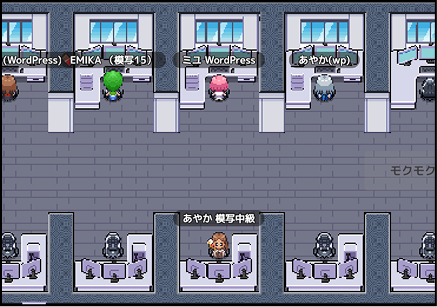 (WordPress)
EMIKA （模写15）
ミユ WordPress
あやか(wp)
モクモク
あやか 模写中級